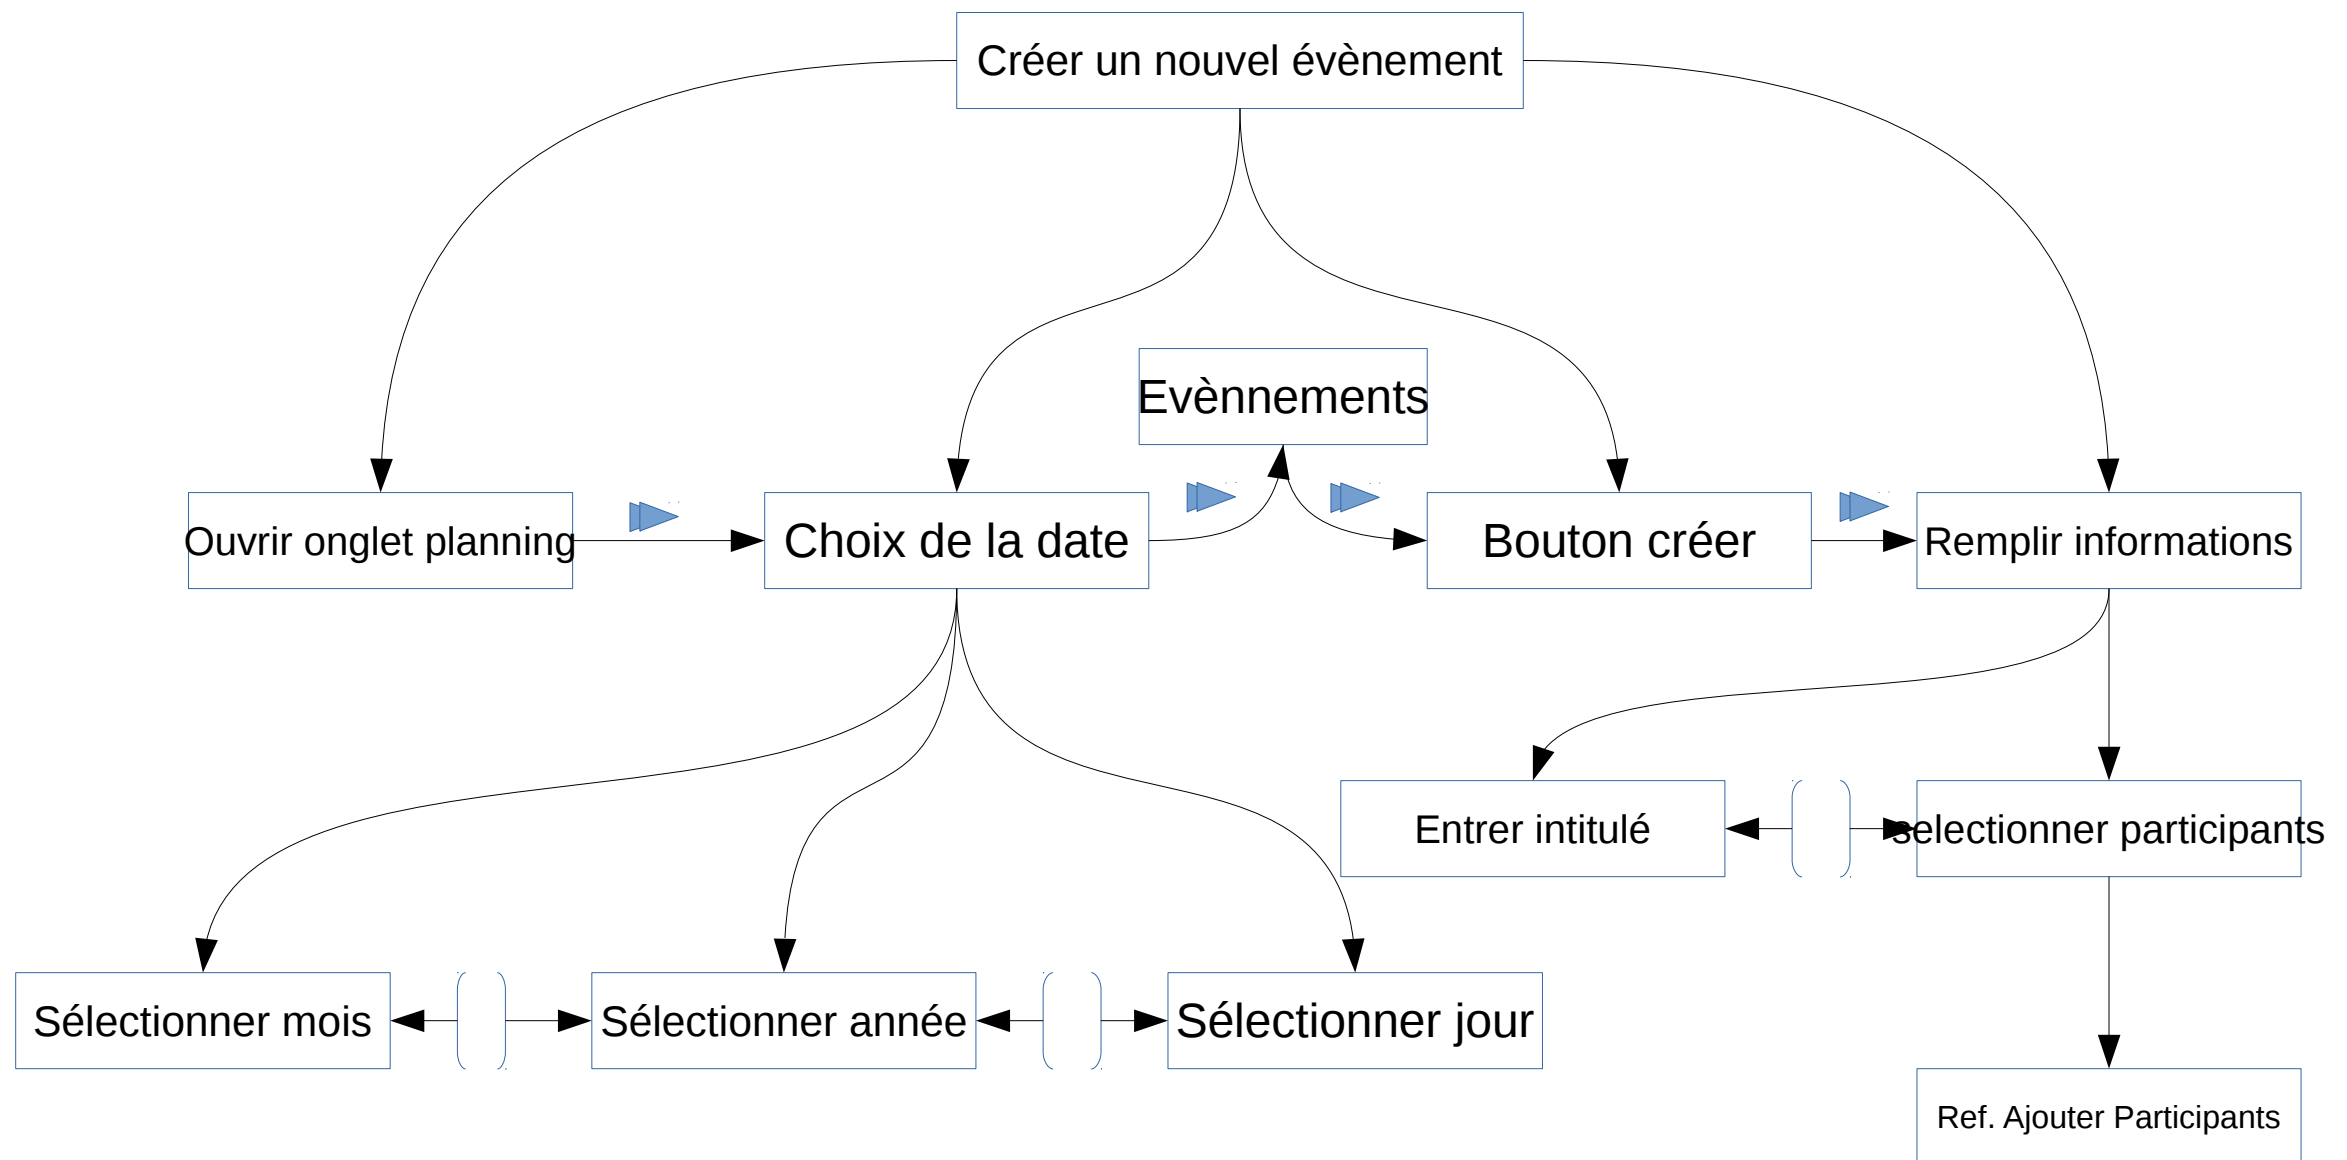 Créer un nouvel évènement
Evènnements
Ouvrir onglet planning
Choix de la date
Bouton créer
Remplir informations
Entrer intitulé
selectionner participants
Sélectionner mois
Sélectionner année
Sélectionner jour
Ref. Ajouter Participants